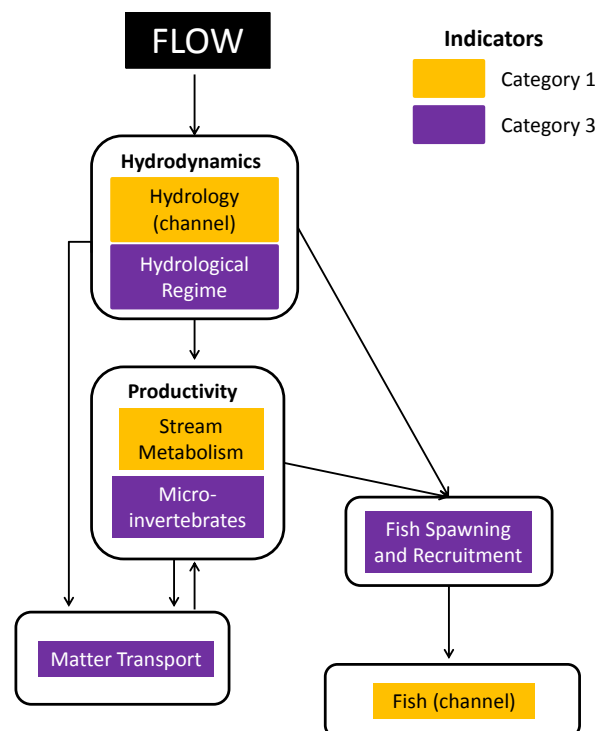 FLOW
Indicators
Category 1
Category 3
Hydrodynamics
Hydrology
(channel)
Hydrological
Regime
Productivity
Stream
Metabolism
Micro-
invertebrates
Fish Spawning
and Recruitment
Matter Transport
Fish (channel)